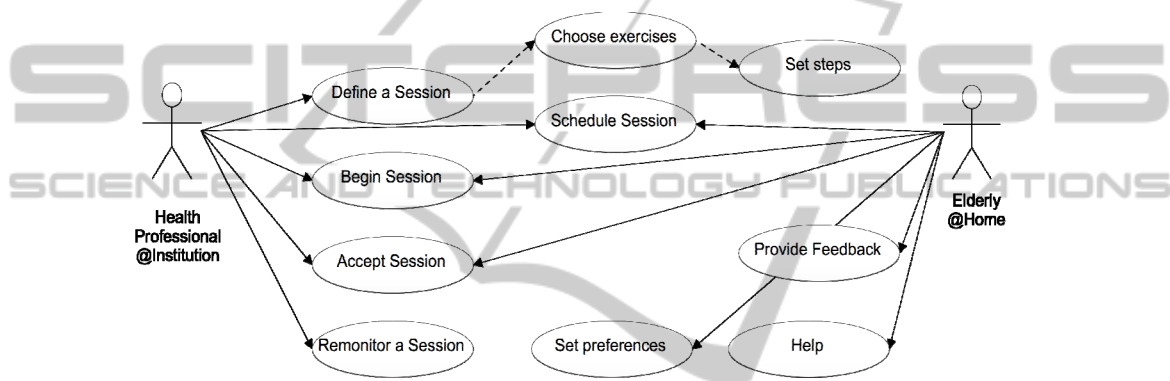 SCITEPRESS
SCIENCE AND TECHNOLOGY PUBLICATIONS
Choose exercises
Set steps
Define a Session
Schedule Session
Begin Session
Health
Professional
@Institution
Elderly
@Home
Accept Session
Provide Feedback
Remonitor a Session
Set preferences
Help